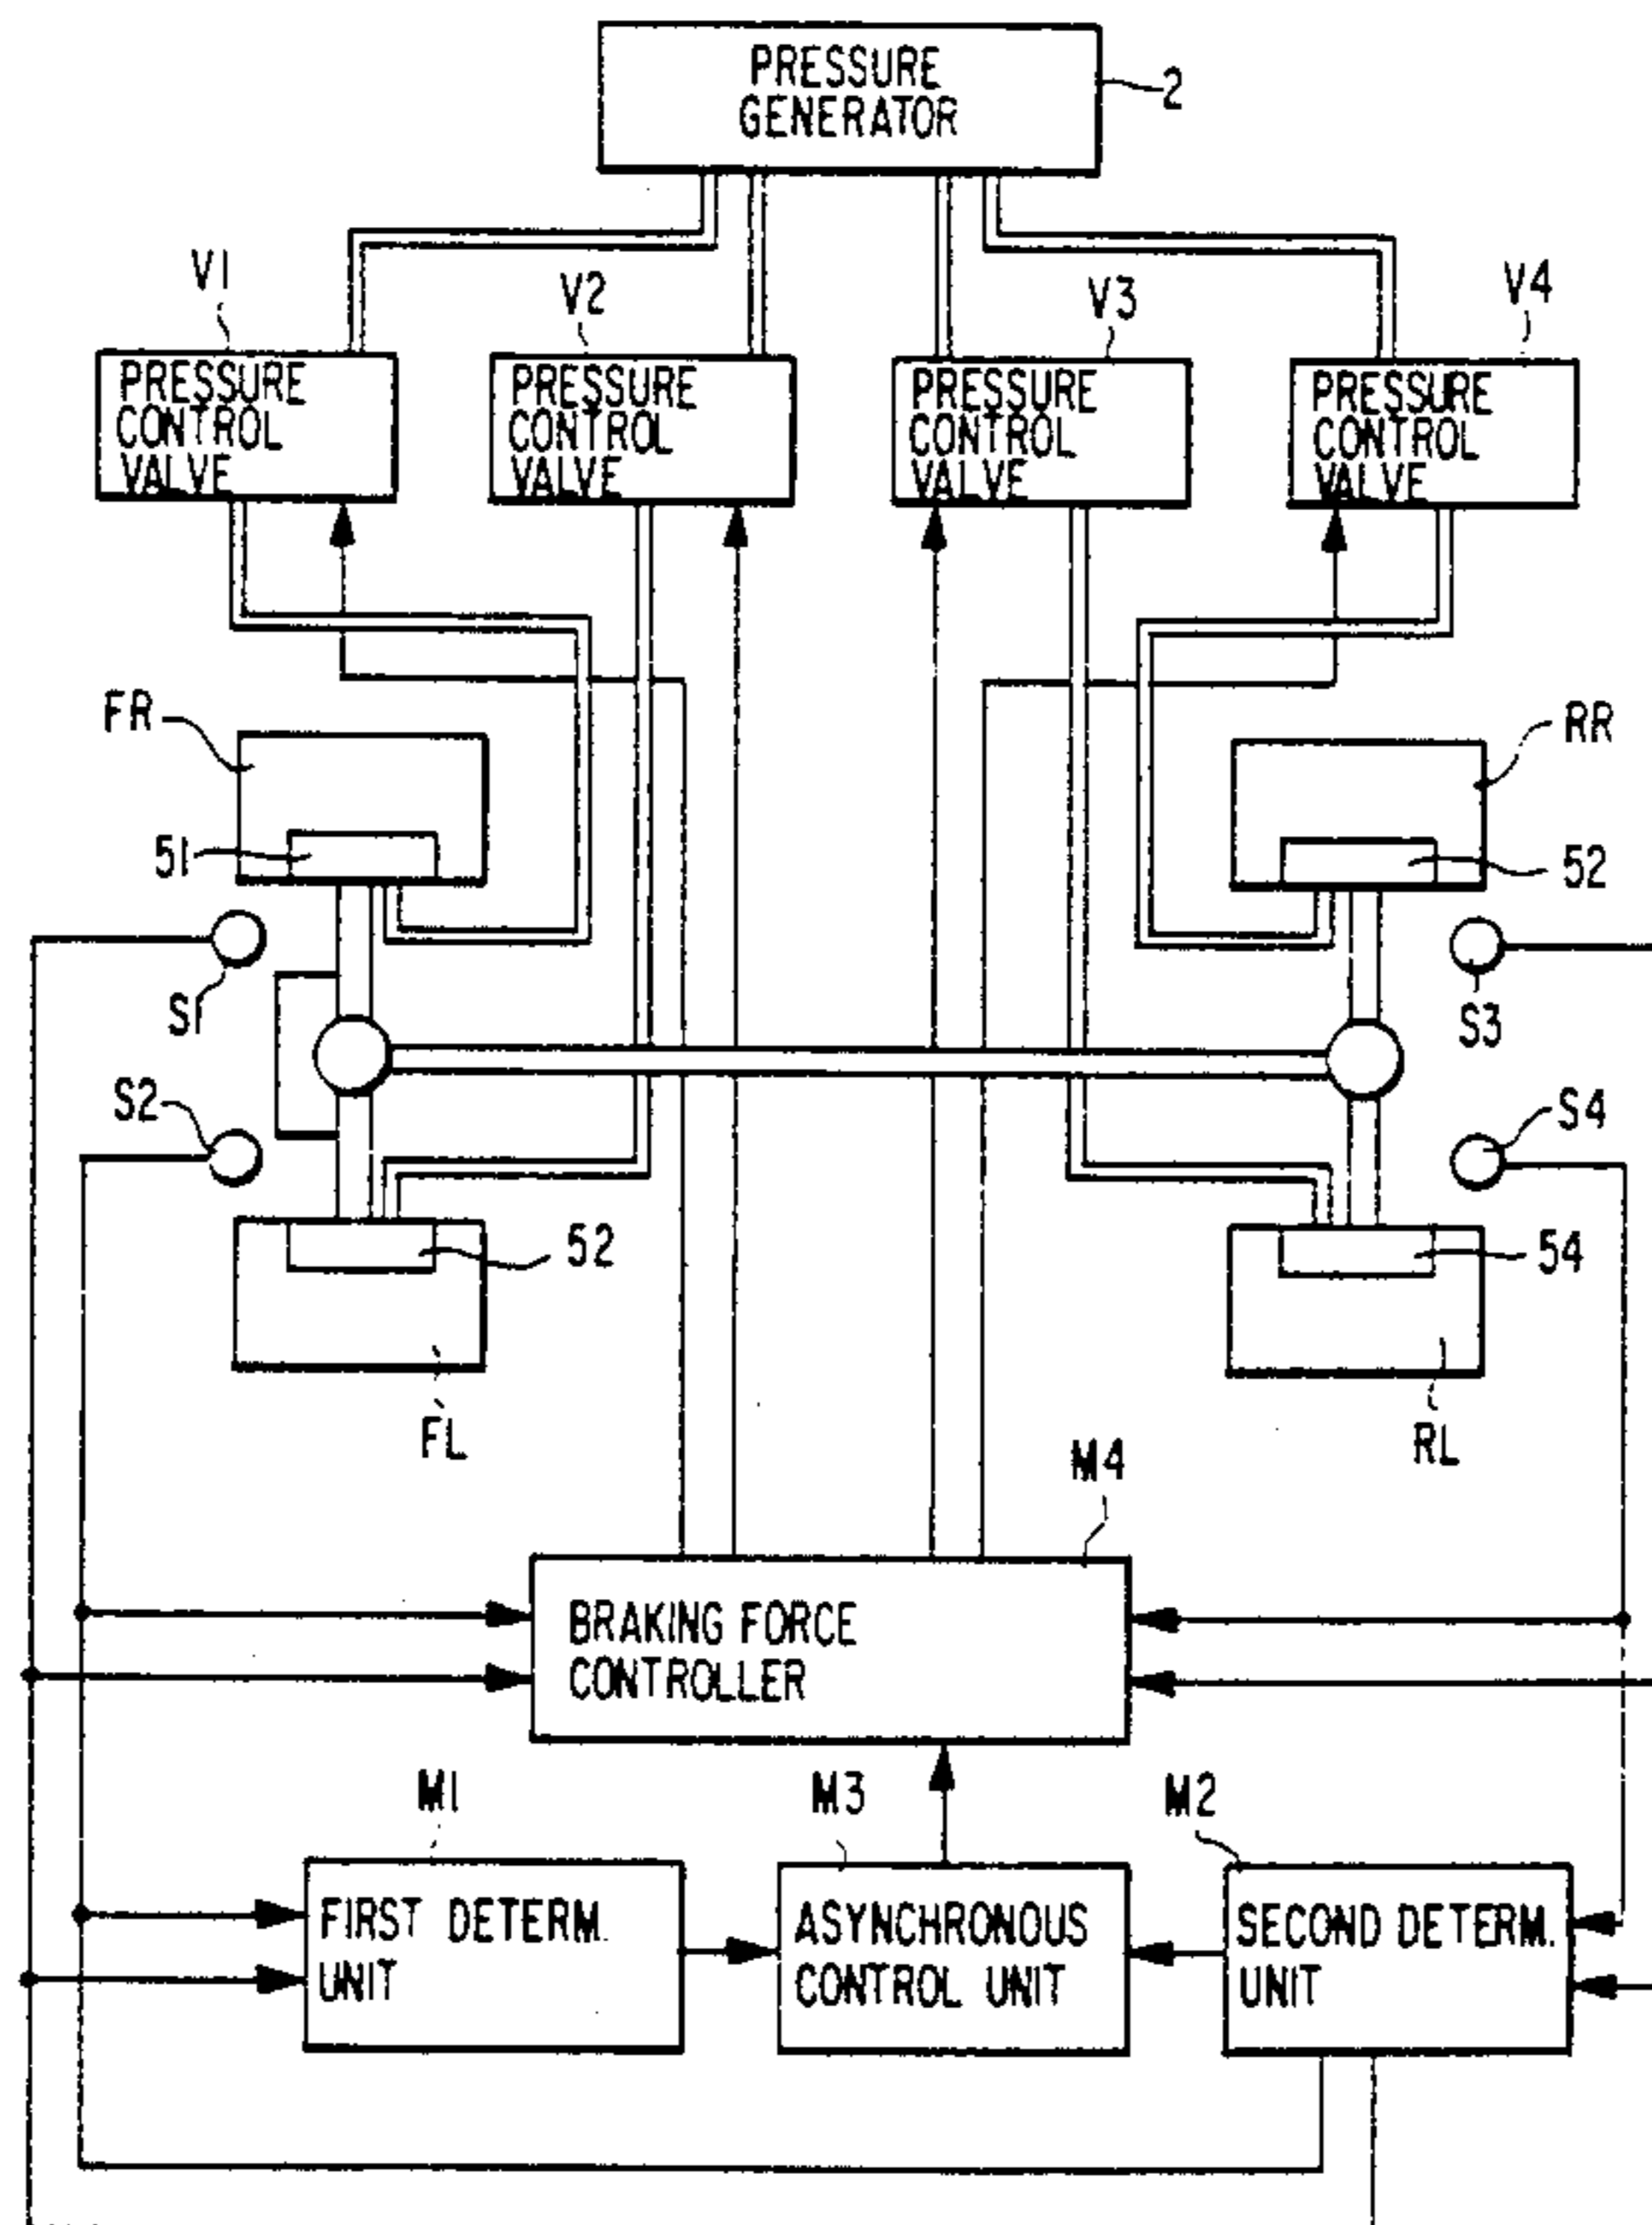 PRESSURE
GENERATOR
2
V1
V2
V3
V4
PRESSURE
CONTROL
VALVE
PRESSURE
CONTROL
VALVE
PRESSURE
CONTROL
VALVE
PRESSURE
CONTROL
VALVE
FR
RR
51
52
S1
S3
S2
S4
52
54
FL
RL
M4
BRAKING FORCE
CONTROLLER
M1
M3
M2
FIRST DETERM.
UNIT
ASYNCHRONOUS
CONTROL UNIT
SECOND DETERM.
UNIT